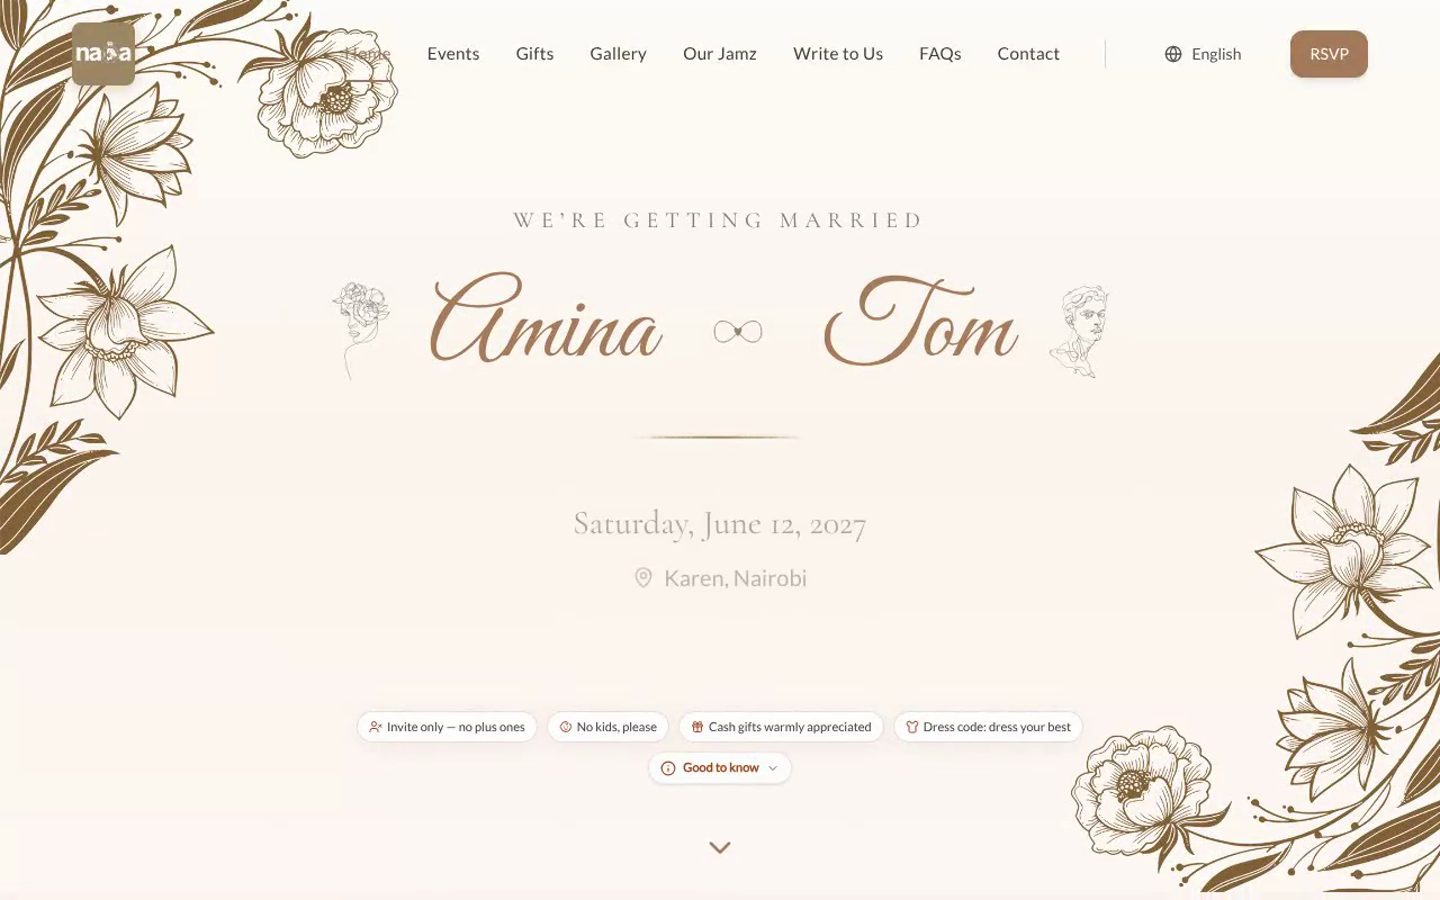 Home Events Gifts Gallery Our Jamz Write to Us FAQs Contact English RSVP
WE'RE GETTING MARRIED
Amina Tom
Saturday, June 12, 2027
Karen, Nairobi
Invite only — no plus ones No kids, please Cash gifts warmly appreciated Dress code: dress your best
Good to know